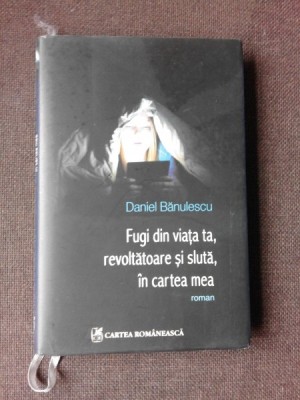 Daniel Bănulescu
Fugi din viața ta,
revoltătoare și slută,
în cartea mea
roman
CARTEA ROMÂNEASCĂ